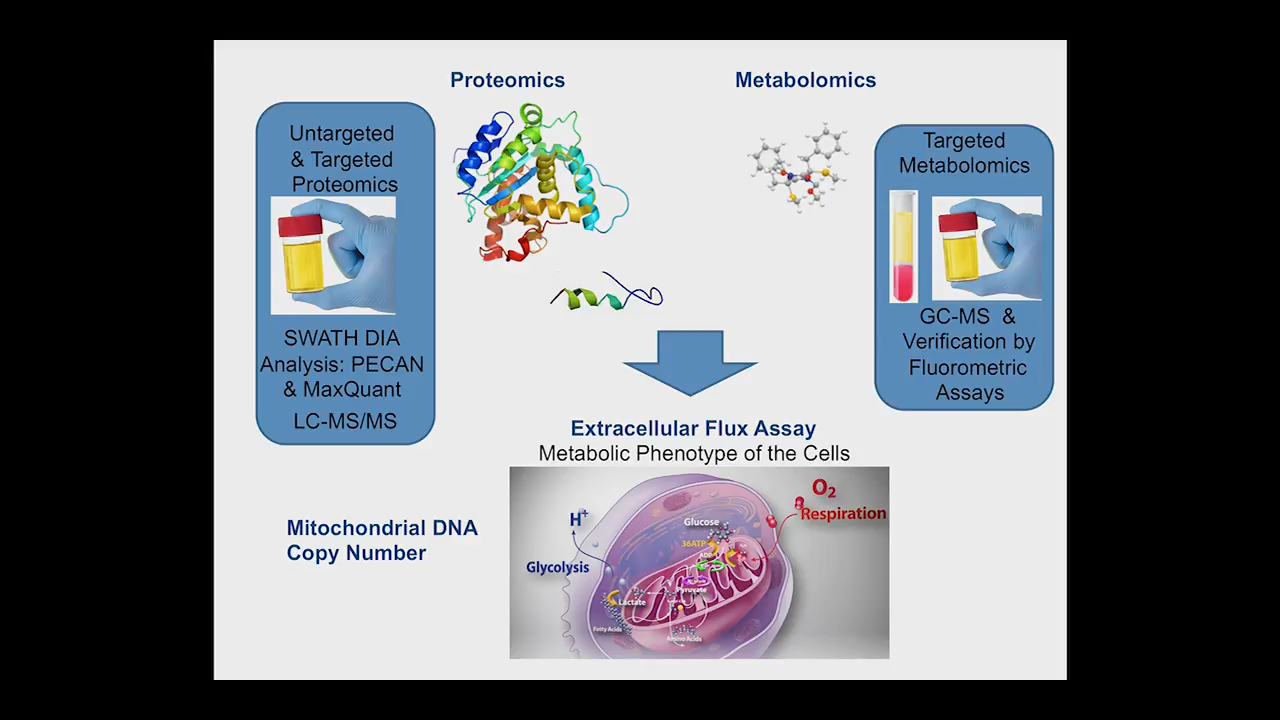 Proteomics
Metabolomics
Untargeted
& Targeted
Proteomics
SWATH DIA
Analysis: PECAN
& MaxQuant
LC-MS/MS
Targeted
Metabolomics
GC-MS &
Verification by
Fluorometric
Assays
Extracellular Flux Assay
Metabolic Phenotype of the Cells
Mitochondrial DNA
Copy Number
H+
Glycolysis
O2
Respiration
Glucose
36ATP
ADP
Pyruvate
Lactate
Fatty Acids
Amino Acids